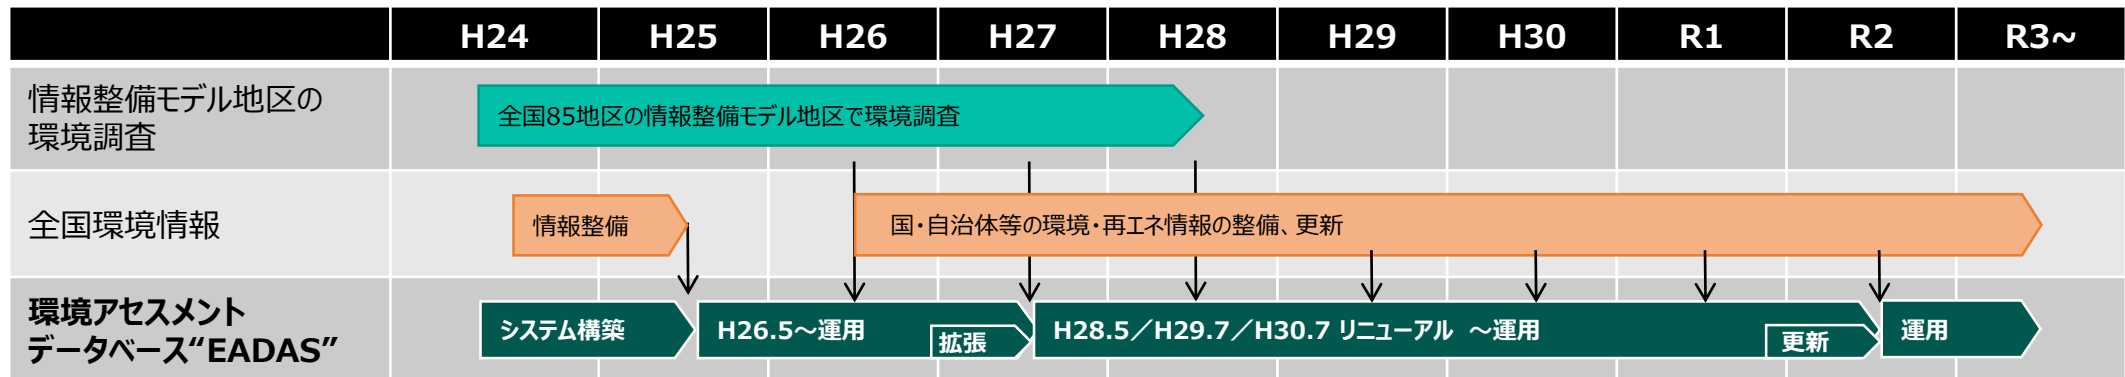 H24 H25 H26 H27 H28 H29 H30 R1 R2 R3~
情報整備モデル地区の
環境調査
全国85地区の情報整備モデル地区で環境調査
全国環境情報
情報整備
国・自治体等の環境・再エネ情報の整備、更新
環境アセスメント
データベース“EADAS”
システム構築
H26.5～運用
拡張
H28.5／H29.7／H30.7 リニューアル ～運用
更新
運用